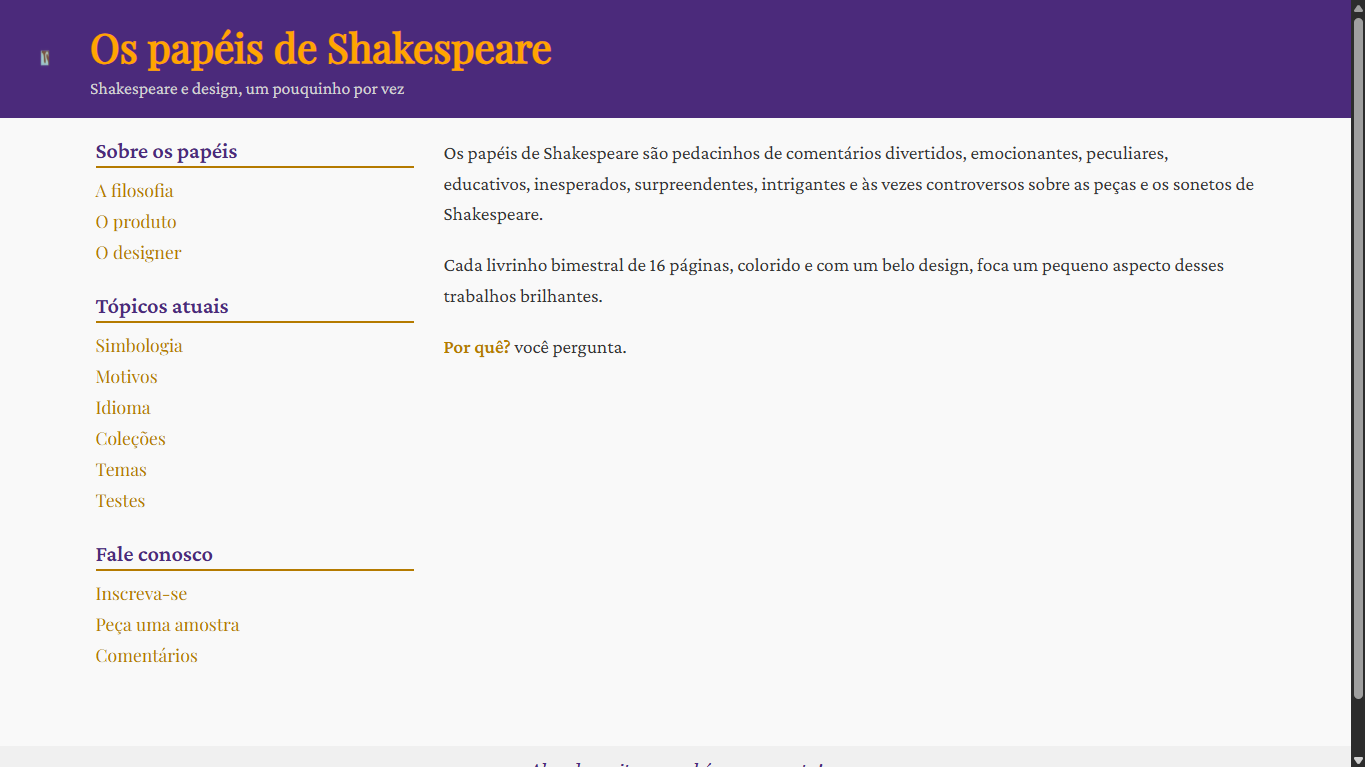 Os papéis de Shakespeare
Shakespeare e design, um pouquinho por vez
Sobre os papéis
A filosofia
O produto
O designer
Tópicos atuais
Simbologia
Motivos
Idioma
Coleções
Temas
Testes
Fale conosco
Inscreva-se
Peça uma amostra
Comentários
Os papéis de Shakespeare são pedacinhos de comentários divertidos, emocionantes, peculiares,
educativos, inesperados, surpreendentes, intrigantes e às vezes controversos sobre as peças e os sonetos de
Shakespeare.
Cada livrinho bimestral de 16 páginas, colorido e com um belo design, foca um pequeno aspecto desses
trabalhos brilhantes.
Por quê? você pergunta.